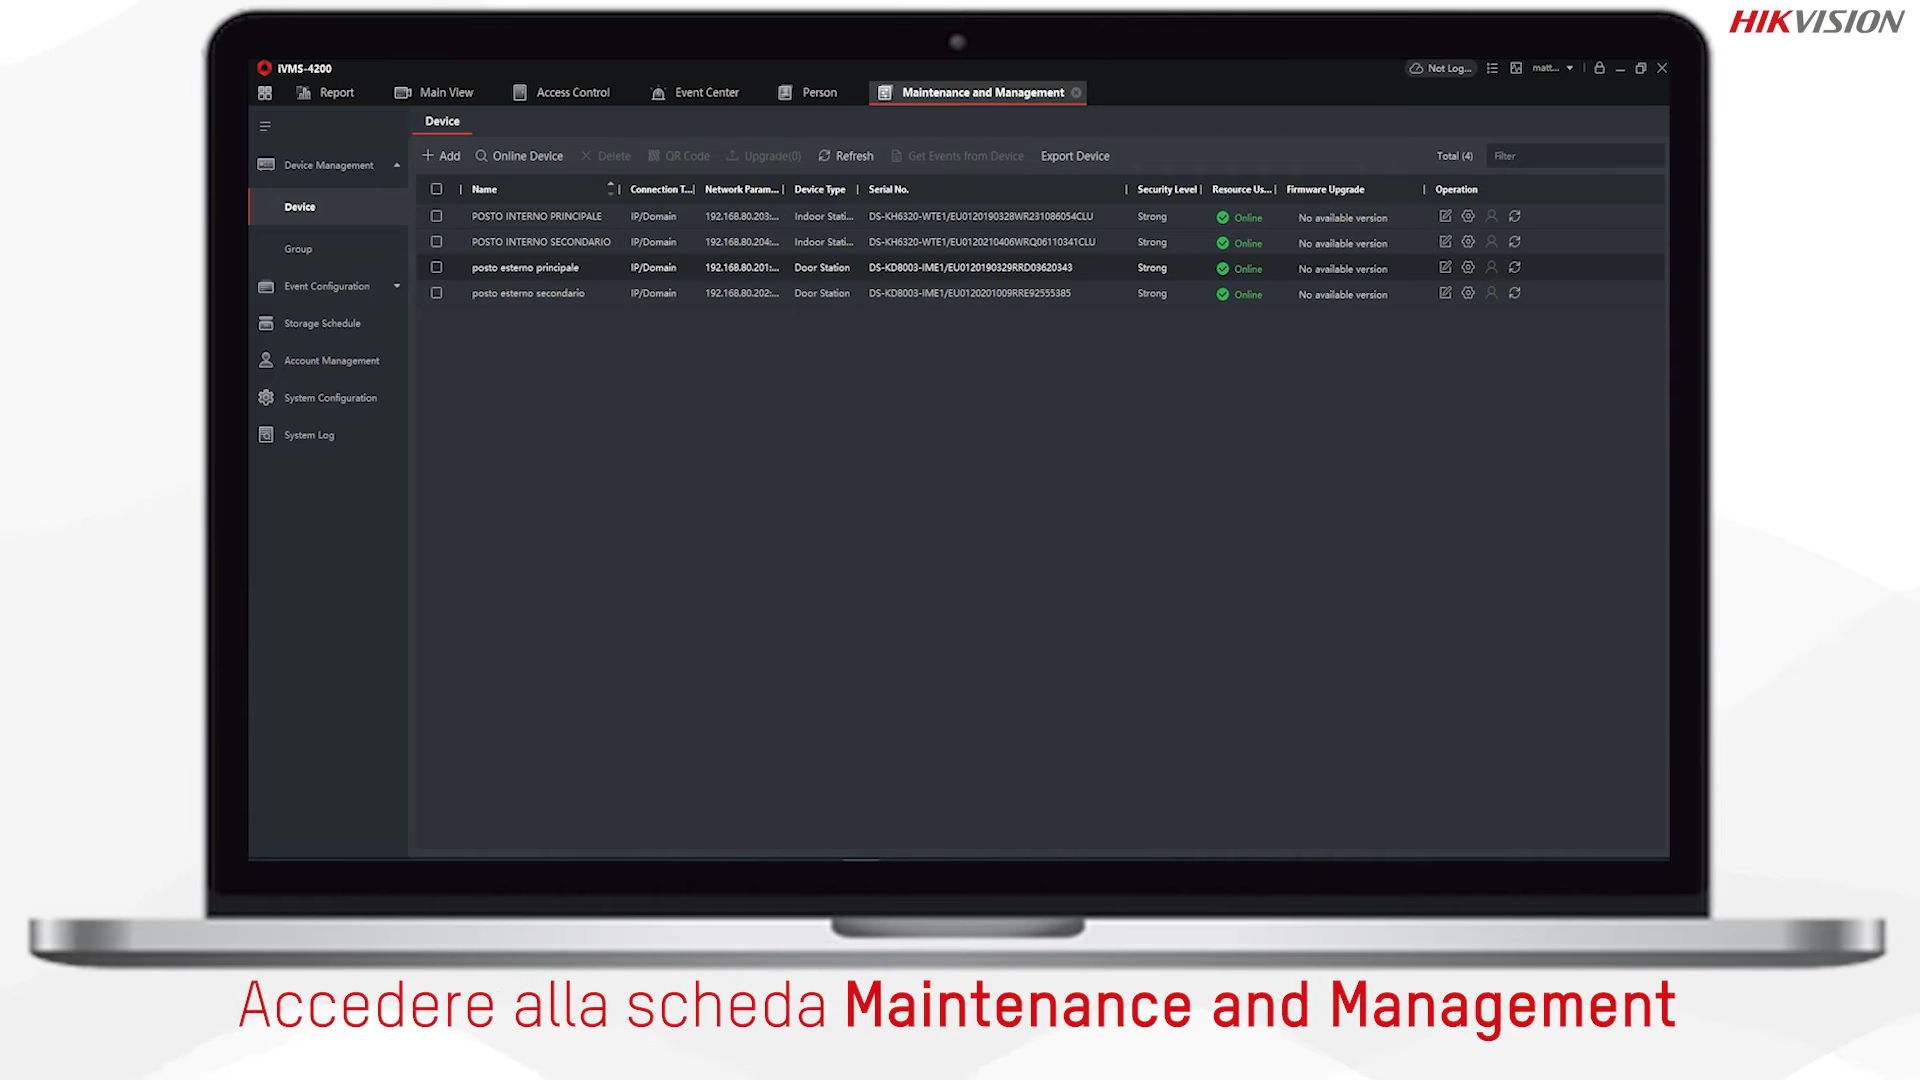 HIKVISION
iVMS-4200
Not Log...
matt...
Report
Main View
Access Control
Event Center
Person
Maintenance and Management
Device
Device Management
Device
Group
Event Configuration
Storage Schedule
Account Management
System Configuration
System Log
Add
Online Device
Delete
QR Code
Upgrade(0)
Refresh
Get Events from Device
Export Device
Total (4)
Filter
Name | Connection T...| Network Param... | Device Type | Serial No. | Security Level | Resource Us... | Firmware Upgrade | Operation
POSTO INTERNO PRINCIPALE IP/Domain 192.168.80.203:... Indoor Stati... DS-KH6320-WTE1/EU0120190328WR231086054CLU Strong Online No available version
POSTO INTERNO SECONDARIO IP/Domain 192.168.80.204:... Indoor Stati... DS-KH6320-WTE1/EU0120210406WRQ06110341CLU Strong Online No available version
posto esterno principale IP/Domain 192.168.80.201:... Door Station DS-KD8003-IME1/EU0120190329RRD03620343 Strong Online No available version
posto esterno secondario IP/Domain 192.168.80.202:... Door Station DS-KD8003-IME1/EU0120201009RRE92555385 Strong Online No available version
Accedere alla scheda Maintenance and Management